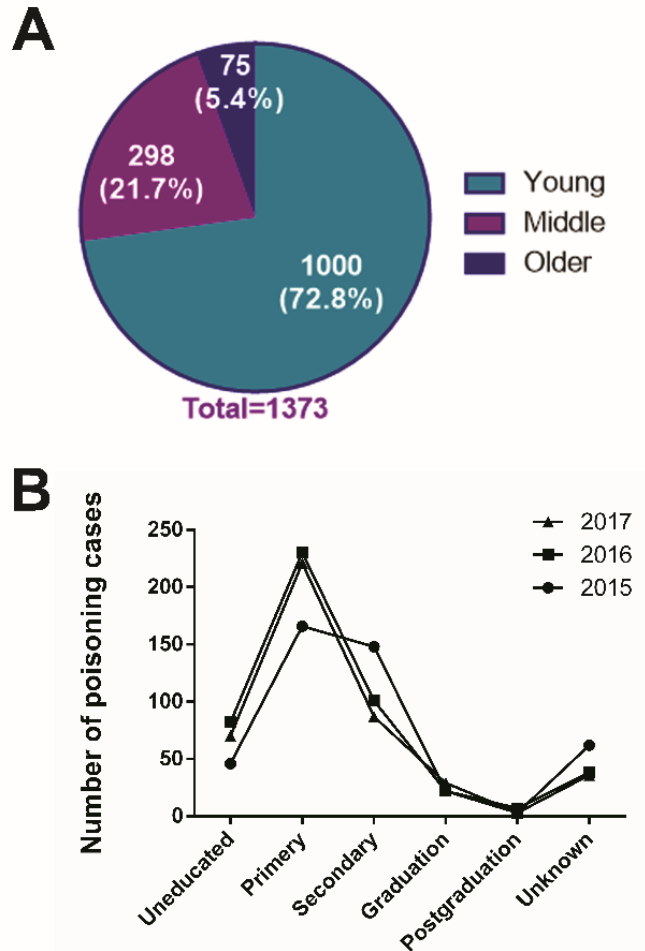 A
75
(5.4%)
298
(21.7%)
1000
(72.8%)
Young
Middle
Older
Total=1373
B
Number of poisoning cases
250
200
150
100
50
0
2017
2016
2015
Uneducated
Primery
Secondary
Graduation
Postgraduation
Unknown